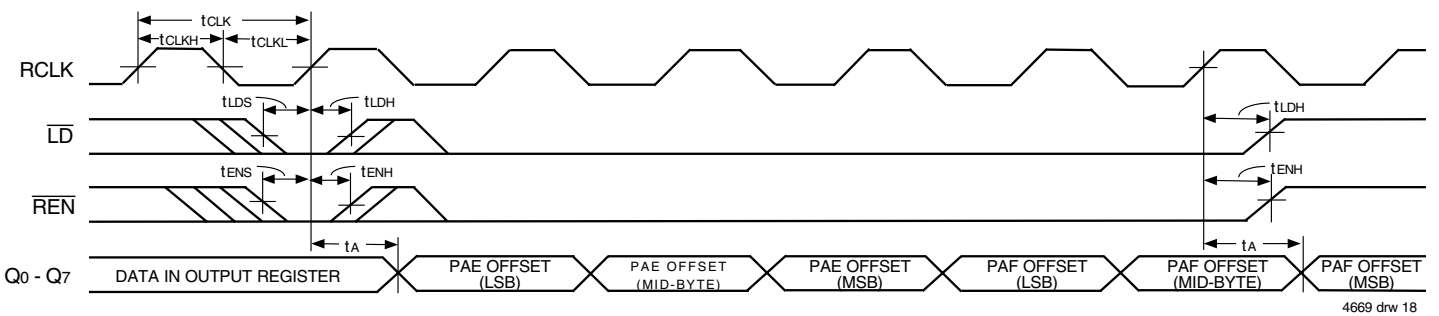 tCLK
tCLKH
tCLKL
RCLK
tLDS
tLDH
tLDH
LD
tENS
tENH
tENH
REN
tA
tA
Q0 - Q7
DATA IN OUTPUT REGISTER
PAE OFFSET
(LSB)
PAE OFFSET
(MID-BYTE)
PAE OFFSET
(MSB)
PAF OFFSET
(LSB)
PAF OFFSET
(MID-BYTE)
PAF OFFSET
(MSB)
4669 drw 18